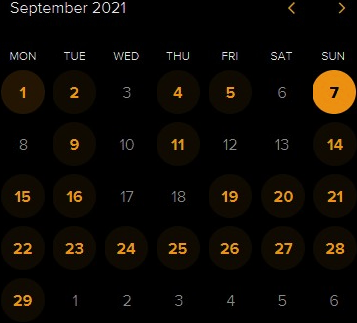 September 2021
MON TUE WED THU FRI SAT SUN
1 2 3 4 5 6 7
8 9 10 11 12 13 14
15 16 17 18 19 20 21
22 23 24 25 26 27 28
29 1 2 3 4 5 6